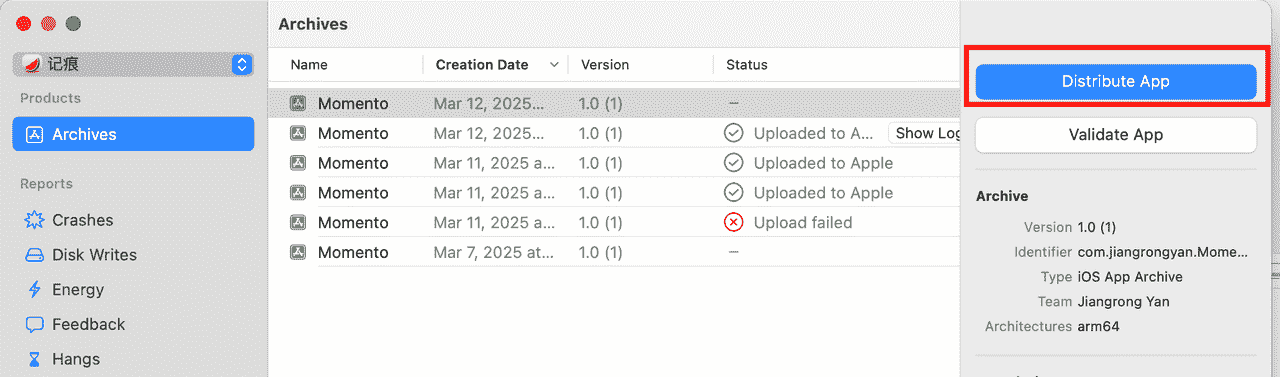 Archives
记痕
Products
Archives
Reports
Crashes
Disk Writes
Energy
Feedback
Hangs
Name Creation Date Version Status
Momento Mar 12, 2025... 1.0 (1) –
Momento Mar 12, 2025... 1.0 (1) Uploaded to A... Show Log
Momento Mar 11, 2025 a... 1.0 (1) Uploaded to Apple
Momento Mar 11, 2025 a... 1.0 (1) Uploaded to Apple
Momento Mar 11, 2025 a... 1.0 (1) Upload failed
Momento Mar 7, 2025 at... 1.0 (1) –
Distribute App
Validate App
Archive
Version 1.0 (1)
Identifier com.jiangrongyan.Mome...
Type iOS App Archive
Team Jiangrong Yan
Architectures arm64